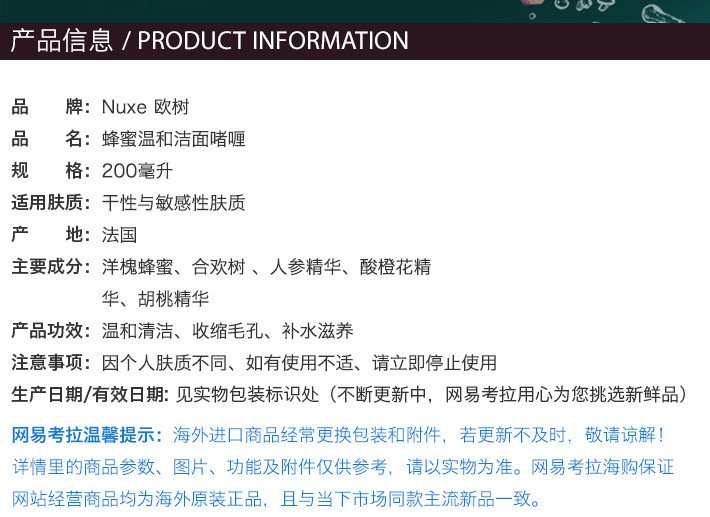 产品信息 / PRODUCT INFORMATION
品 牌：Nuxe 欧树
品 名：蜂蜜温和洁面啫喱
规 格：200毫升
适用肤质：干性与敏感性肤质
产 地：法国
主要成分：洋槐蜂蜜、合欢树 、人参精华、酸橙花精
华、胡桃精华
产品功效：温和清洁、收缩毛孔、补水滋养
注意事项：因个人肤质不同、如有使用不适、请立即停止使用
生产日期/有效日期: 见实物包装标识处（不断更新中，网易考拉用心为您挑选新鲜品）
网易考拉温馨提示：海外进口商品经常更换包装和附件，若更新不及时，敬请谅解！
详情里的商品参数、图片、功能及附件仅供参考，请以实物为准。网易考拉海购保证
网站经营商品均为海外原装正品，且与当下市场同款主流新品一致。